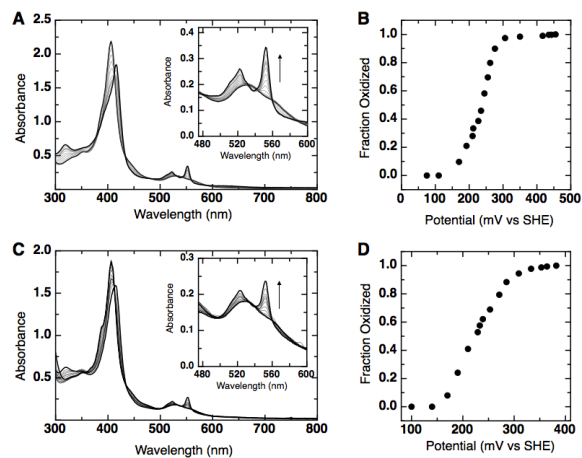 A
2.5
2.0
1.5
1.0
0.5
Absorbance
300 400 500 600 700 800
Wavelength (nm)
0.4
0.3
0.2
0.1
0.0
Absorbance
480 520 560 600
Wavelength (nm)
B
1.0
0.8
0.6
0.4
0.2
0.0
Fraction Oxidized
0 100 200 300 400 500
Potential (mV vs SHE)
C
2.0
1.5
1.0
0.5
Absorbance
300 400 500 600 700 800
Wavelength (nm)
0.3
0.2
0.1
0.0
Absorbance
480 520 560 600
Wavelength (nm)
D
1.0
0.8
0.6
0.4
0.2
0.0
Fraction Oxidized
100 200 300 400
Potential (mV vs SHE)